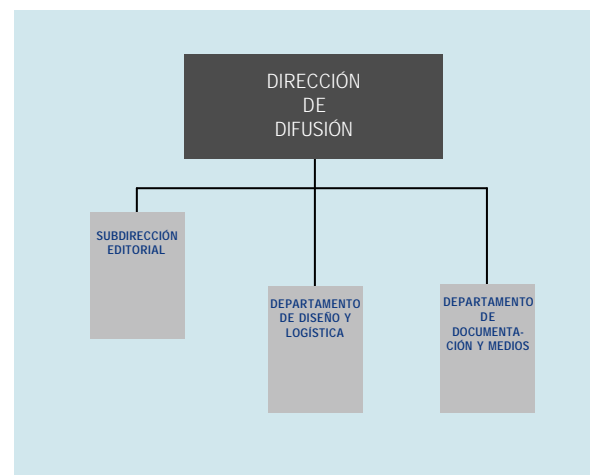 DIRECCIÓN
DE
DIFUSIÓN
SUBDIRECCIÓN
EDITORIAL
DEPARTAMENTO
DE DISEÑO Y
LOGÍSTICA
DEPARTAMENTO
DE
DOCUMENTA-
CIÓN Y MEDIOS